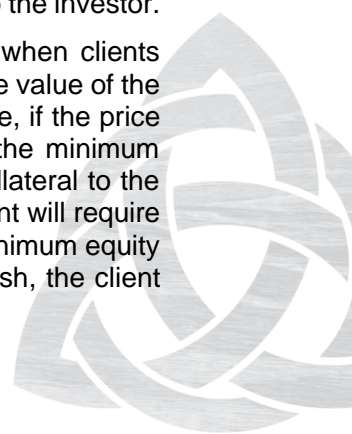 o the investor.
when clients
e value of the
e, if the price
the minimum
llateral to the
nt will require
nimum equity
sh, the client